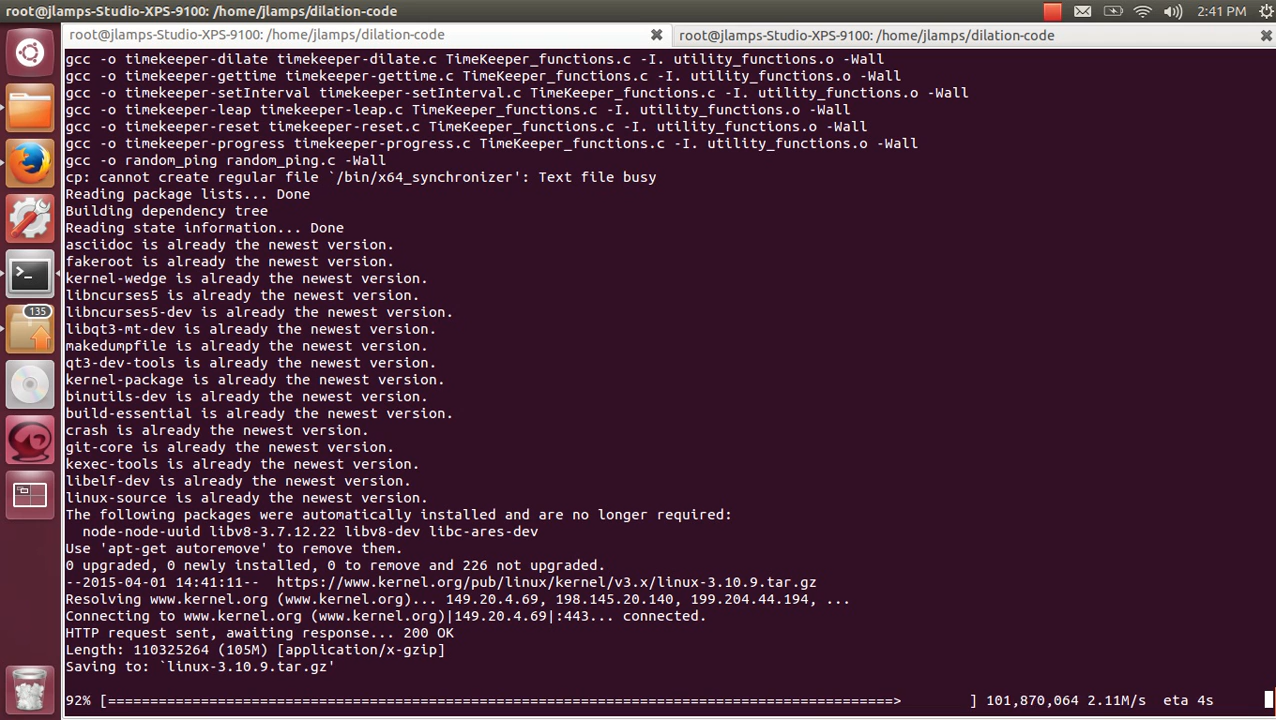 root@jlamps-Studio-XPS-9100: /home/jlamps/dilation-code
2:41 PM
root@jlamps-Studio-XPS-9100: /home/jlamps/dilation-code
root@jlamps-Studio-XPS-9100: /home/jlamps/dilation-code
gcc -o timekeeper-dilate timekeeper-dilate.c TimeKeeper_functions.c -I. utility_functions.o -Wall
gcc -o timekeeper-gettime timekeeper-gettime.c TimeKeeper_functions.c -I. utility_functions.o -Wall
gcc -o timekeeper-setInterval timekeeper-setInterval.c TimeKeeper_functions.c -I. utility_functions.o -Wall
gcc -o timekeeper-leap timekeeper-leap.c TimeKeeper_functions.c -I. utility_functions.o -Wall
gcc -o timekeeper-reset timekeeper-reset.c TimeKeeper_functions.c -I. utility_functions.o -Wall
gcc -o timekeeper-progress timekeeper-progress.c TimeKeeper_functions.c -I. utility_functions.o -Wall
gcc -o random_ping random_ping.c -Wall
cp: cannot create regular file `/bin/x64_synchronizer': Text file busy
Reading package lists... Done
Building dependency tree
Reading state information... Done
asciidoc is already the newest version.
fakeroot is already the newest version.
kernel-wedge is already the newest version.
libncurses5 is already the newest version.
libncurses5-dev is already the newest version.
libqt3-mt-dev is already the newest version.
makedumpfile is already the newest version.
qt3-dev-tools is already the newest version.
kernel-package is already the newest version.
binutils-dev is already the newest version.
build-essential is already the newest version.
crash is already the newest version.
git-core is already the newest version.
kexec-tools is already the newest version.
libelf-dev is already the newest version.
linux-source is already the newest version.
The following packages were automatically installed and are no longer required:
  node-node-uuid libv8-3.7.12.22 libv8-dev libc-ares-dev
Use 'apt-get autoremove' to remove them.
0 upgraded, 0 newly installed, 0 to remove and 226 not upgraded.
--2015-04-01 14:41:11--  https://www.kernel.org/pub/linux/kernel/v3.x/linux-3.10.9.tar.gz
Resolving www.kernel.org (www.kernel.org)... 149.20.4.69, 198.145.20.140, 199.204.44.194, ...
Connecting to www.kernel.org (www.kernel.org)|149.20.4.69|:443... connected.
HTTP request sent, awaiting response... 200 OK
Length: 110325264 (105M) [application/x-gzip]
Saving to: `linux-3.10.9.tar.gz'
92% [=============================================================================================>        ] 101,870,064 2.11M/s  eta 4s
135